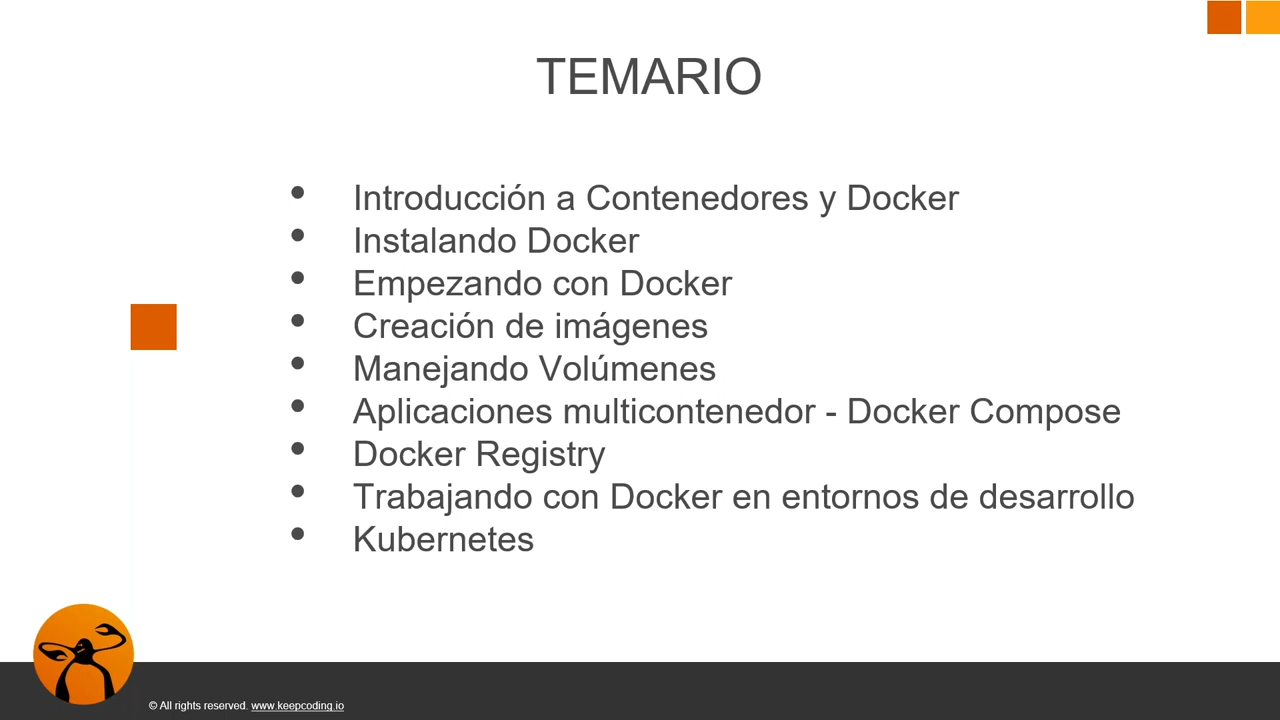 TEMARIO
• Introducción a Contenedores y Docker
• Instalando Docker
• Empezando con Docker
• Creación de imágenes
• Manejando Volúmenes
• Aplicaciones multicontenedor - Docker Compose
• Docker Registry
• Trabajando con Docker en entornos de desarrollo
• Kubernetes
© All rights reserved. www.keepcoding.io